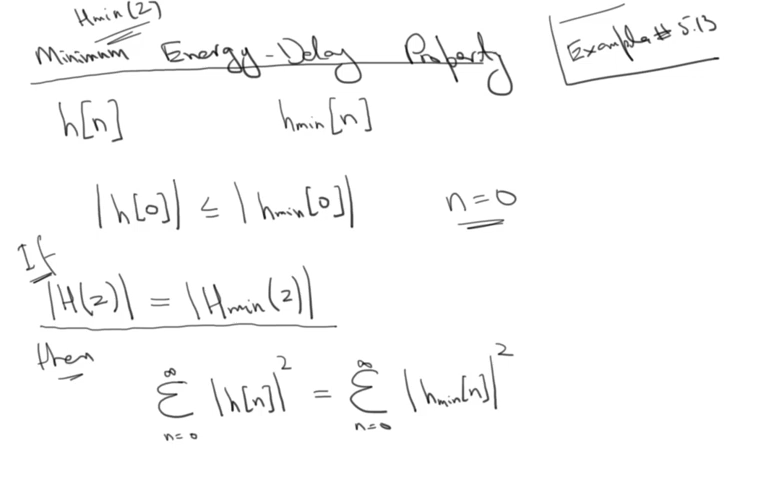 Hmin(z)
Minimum Energy-Delay Property
Example # 5.13
h[n] hmin[n]
|h[0]| ≤ |hmin[0]| n=0
If
|H(z)| = |Hmin(z)|
then
∞ ∑ n=0 |h[n]|² = ∞ ∑ n=0 |hmin[n]|²